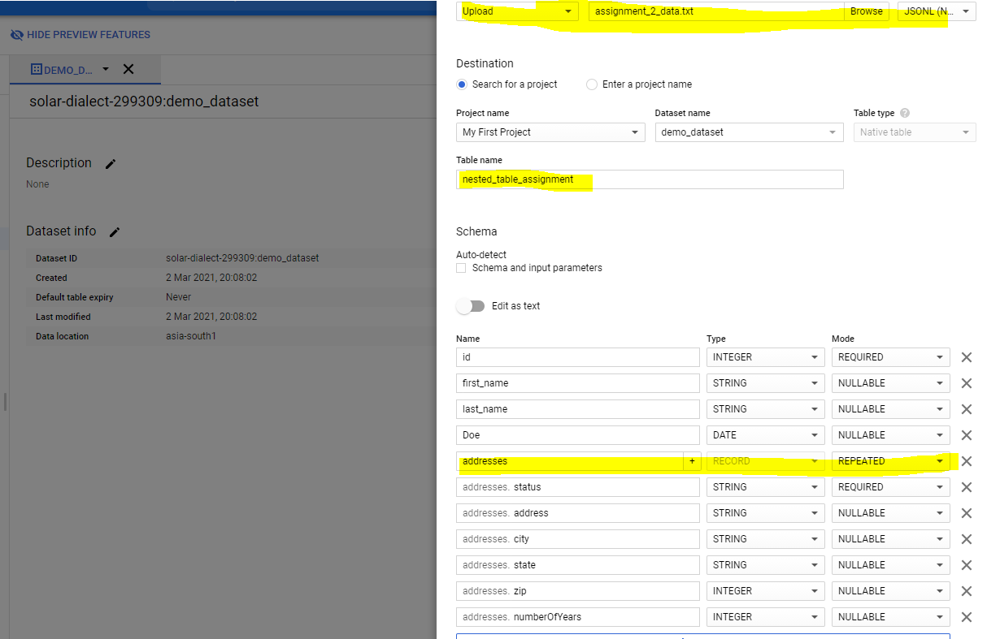 HIDE PREVIEW FEATURES
DEMO_D...
solar-dialect-299309:demo_dataset
Description
None
Dataset info
Dataset ID solar-dialect-299309:demo_dataset
Created 2 Mar 2021, 20:08:02
Default table expiry Never
Last modified 2 Mar 2021, 20:08:02
Data location asia-south1
Upload assignment_2_data.txt Browse JSONL (N...
Destination
Search for a project Enter a project name
Project name Dataset name Table type ?
My First Project demo_dataset Native table
Table name
nested_table_assignment
Schema
Auto-detect
Schema and input parameters
Edit as text
Name Type Mode
id INTEGER REQUIRED
first_name STRING NULLABLE
last_name STRING NULLABLE
Doe DATE NULLABLE
addresses + RECORD REPEATED
addresses. status STRING REQUIRED
addresses. address STRING NULLABLE
addresses. city STRING NULLABLE
addresses. state STRING NULLABLE
addresses. zip INTEGER NULLABLE
addresses. numberOfYears INTEGER NULLABLE